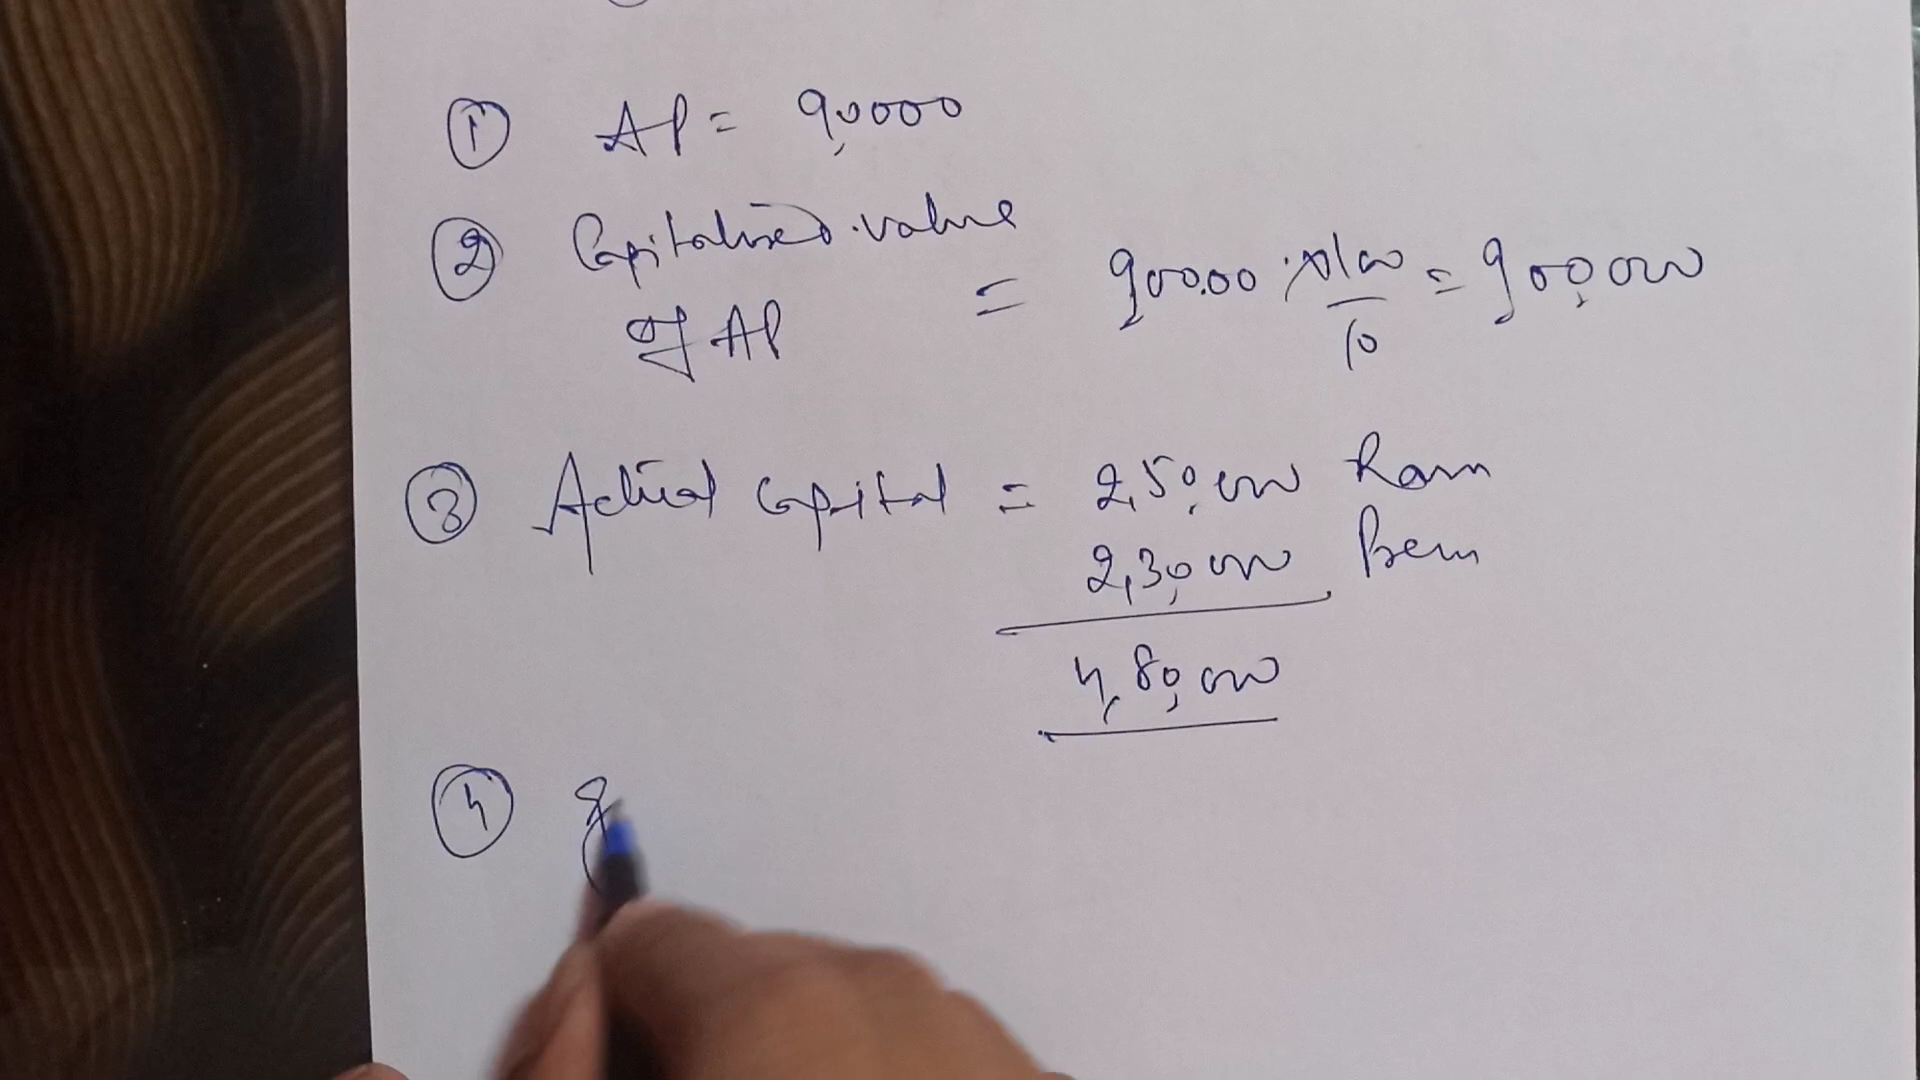 ① AP = 90,000
② Capitalised value
of AP = 90000 × 100/10 = 900,000
③ Actual Capital = 2,50,000 Ram
2,30,000 Prem
4,80,000
④ g